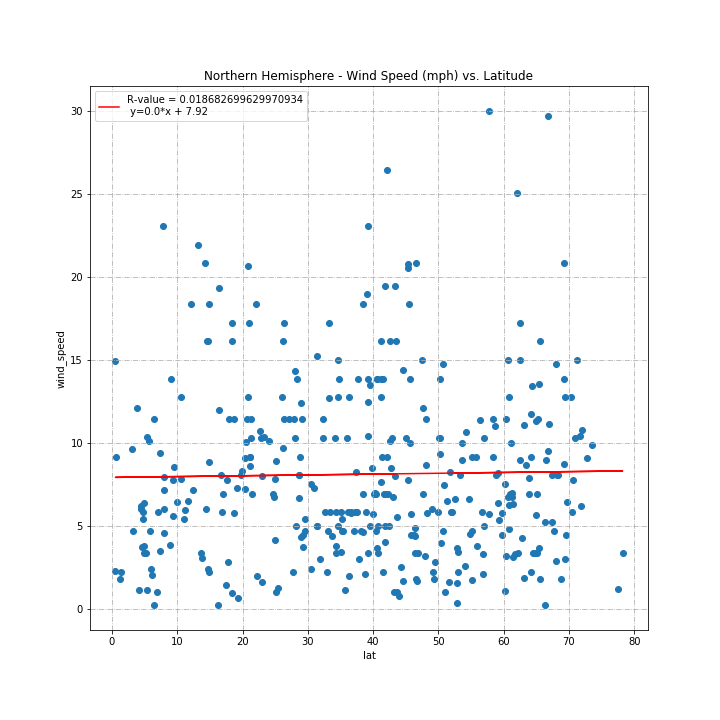 Northern Hemisphere - Wind Speed (mph) vs. Latitude
R-value = 0.018682699629970934
y=0.0*x + 7.92
30
25
20
15
10
5
0
wind_speed
0 10 20 30 40 50 60 70 80
lat